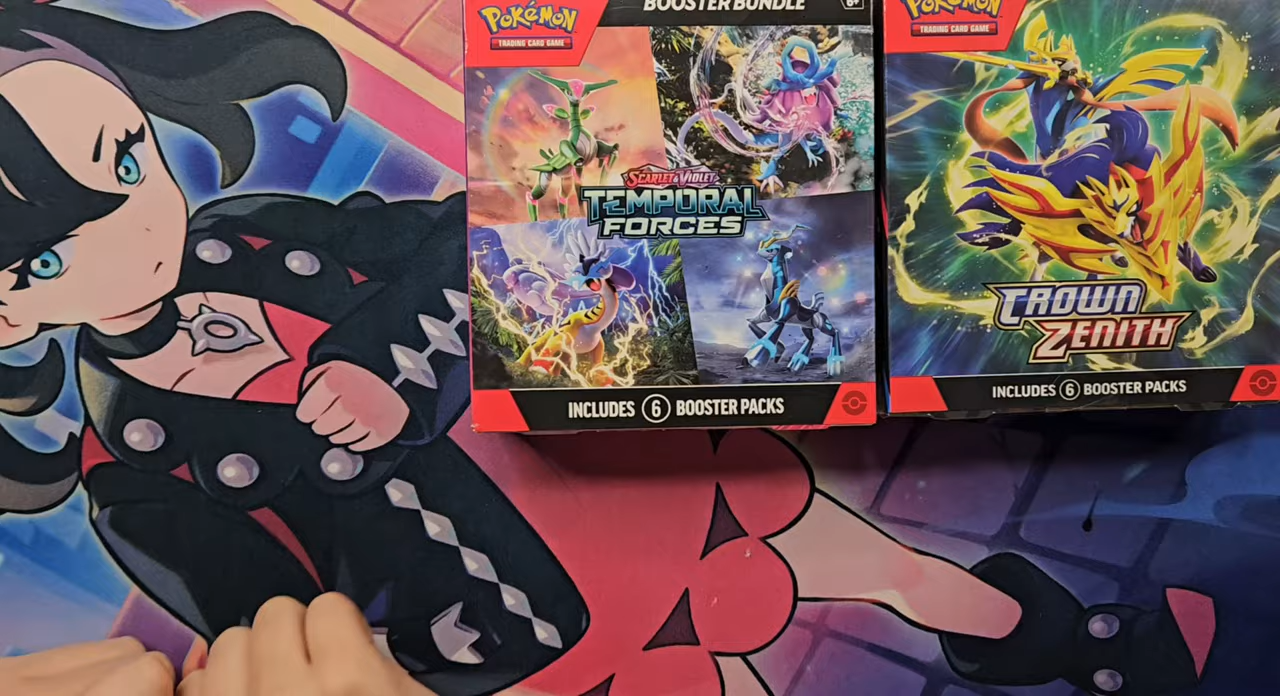 BOOSTER BUNDLE
6+
POKéMON
TRADING CARD GAME
SCARLET & VIOLET
TEMPORAL
FORCES
INCLUDES 6 BOOSTER PACKS
POKéMON
TRADING CARD GAME
CROWN
ZENITH
INCLUDES 6 BOOSTER PACKS